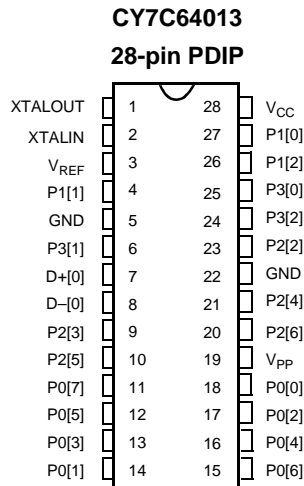 CY7C64013
28-pin PDIP
XTALOUT 1 28 VCC
XTALIN 2 27 P1[0]
VREF 3 26 P1[2]
P1[1] 4 25 P3[0]
GND 5 24 P3[2]
P3[1] 6 23 P2[2]
D+[0] 7 22 GND
D–[0] 8 21 P2[4]
P2[3] 9 20 P2[6]
P2[5] 10 19 VPP
P0[7] 11 18 P0[0]
P0[5] 12 17 P0[2]
P0[3] 13 16 P0[4]
P0[1] 14 15 P0[6]